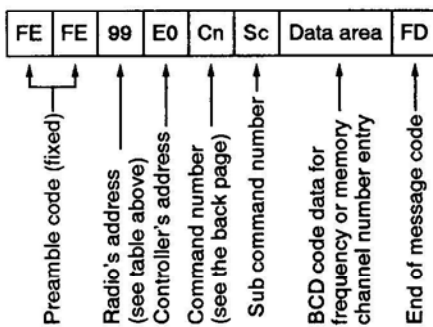 FE FE 99 E0 Cn Sc Data area FD
Preamble code (fixed)
Radio's address
(see table above)
Controller's address
Command number
(see the back page)
Sub command number
BCD code data for
frequency or memory
channel number entry
End of message code